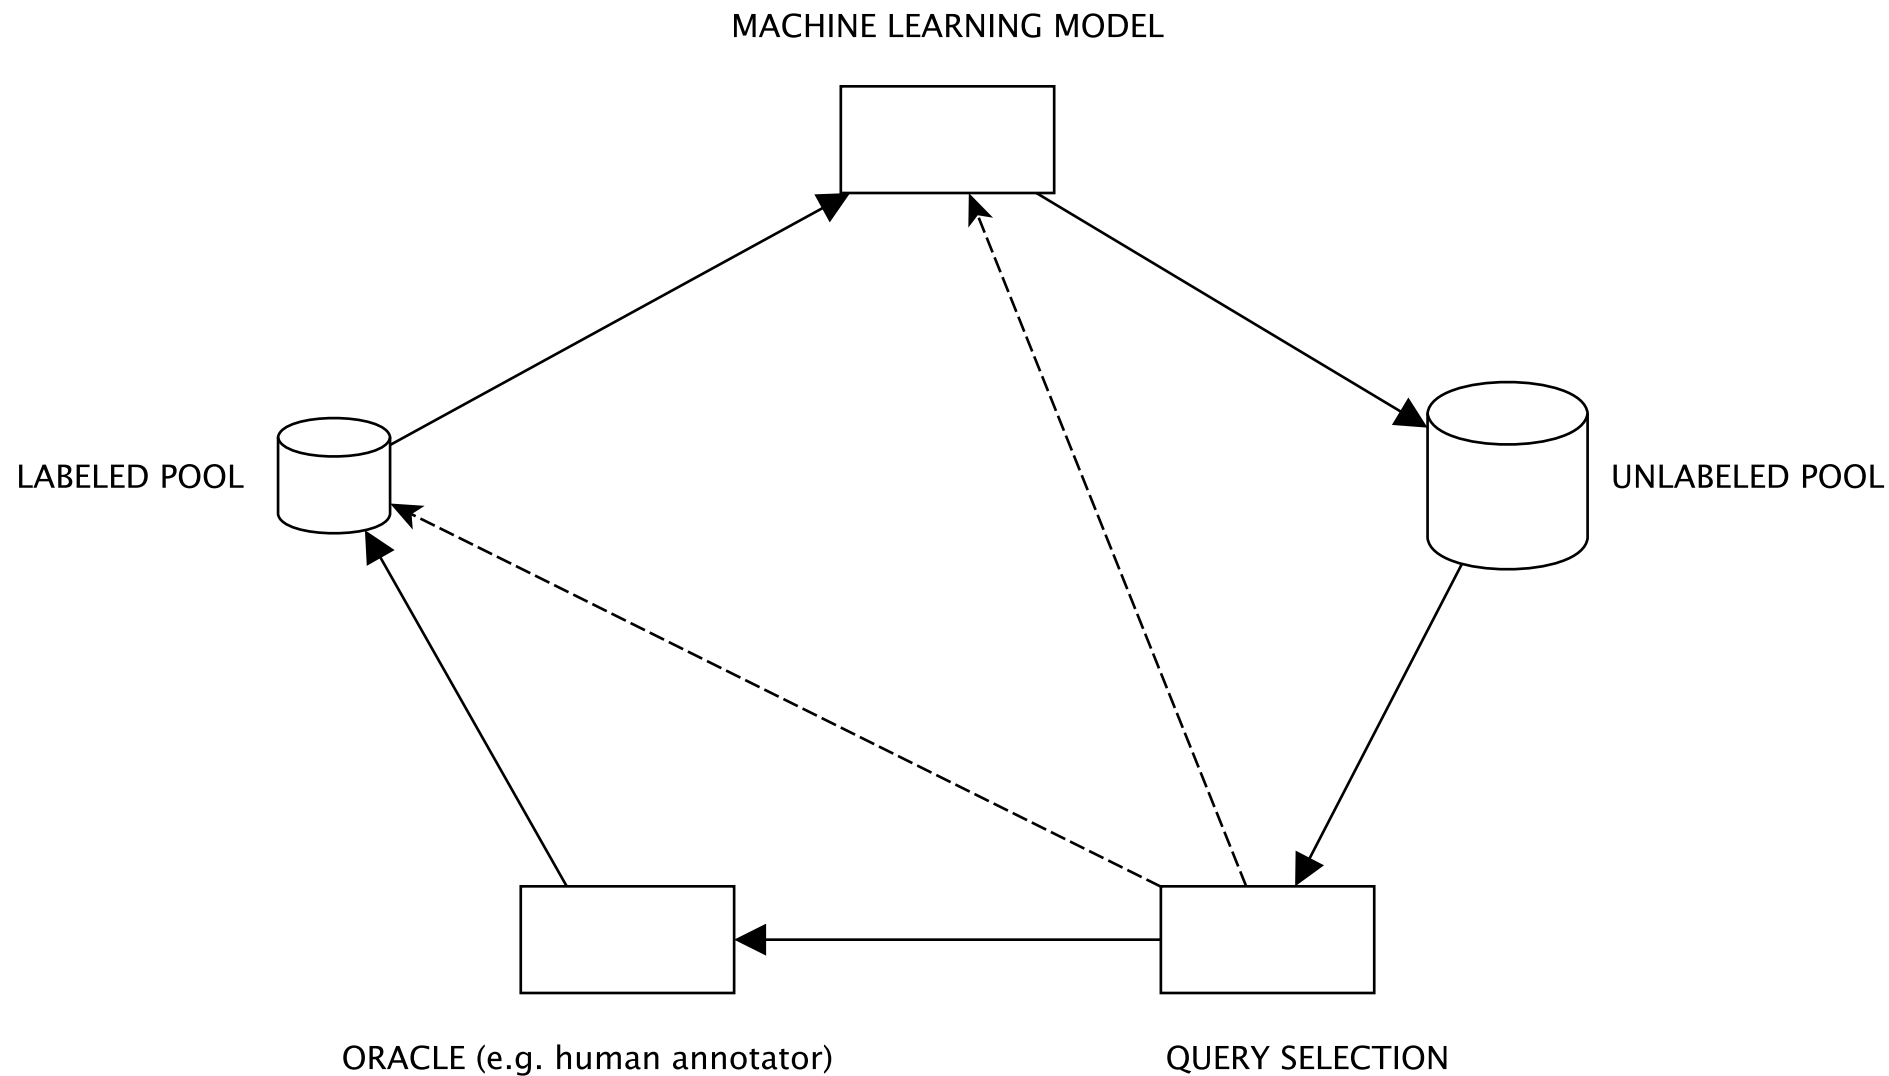 MACHINE LEARNING MODEL
LABELED POOL
UNLABELED POOL
ORACLE (e.g. human annotator)
QUERY SELECTION